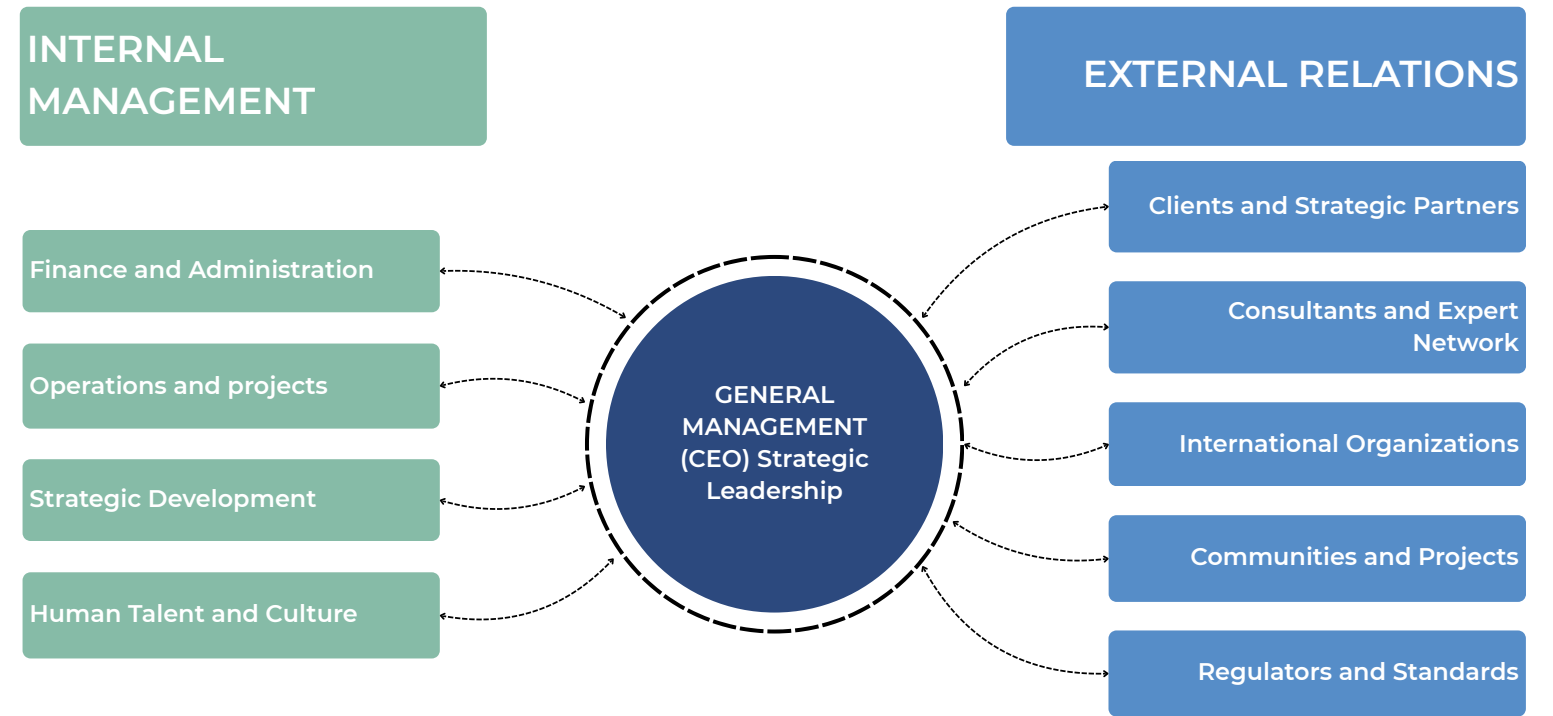 INTERNAL
MANAGEMENT
EXTERNAL RELATIONS
Finance and Administration
Operations and projects
Strategic Development
Human Talent and Culture
GENERAL
MANAGEMENT
(CEO) Strategic
Leadership
Clients and Strategic Partners
Consultants and Expert
Network
International Organizations
Communities and Projects
Regulators and Standards